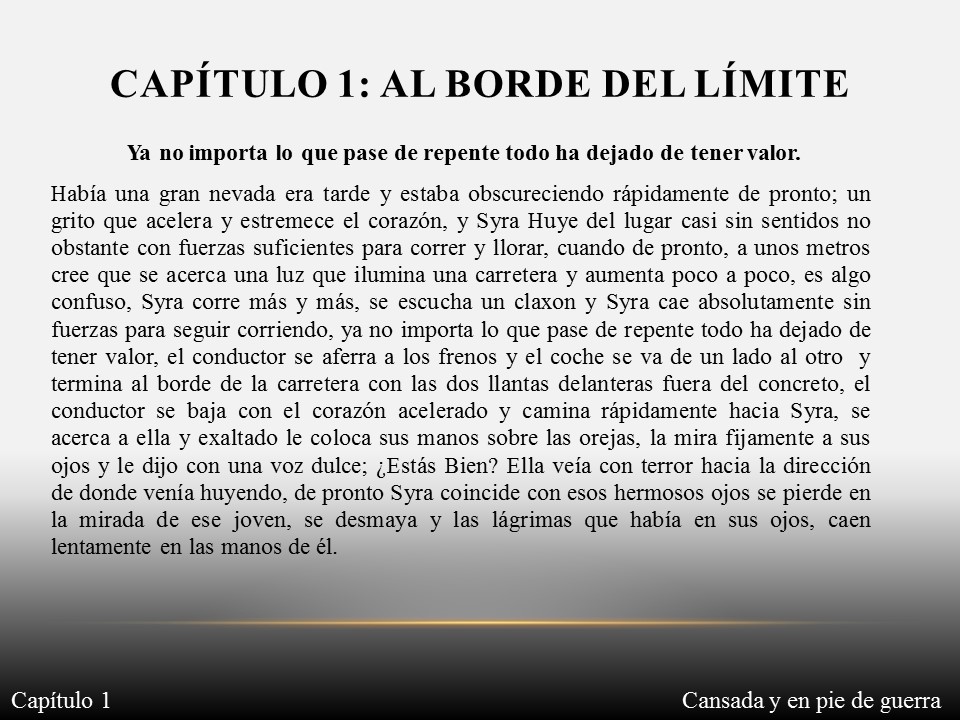 CAPÍTULO 1: AL BORDE DEL LÍMITE
Ya no importa lo que pase de repente todo ha dejado de tener valor.
Había una gran nevada era tarde y estaba obscureciendo rápidamente de pronto; un
grito que acelera y estremece el corazón, y Syra Huye del lugar casi sin sentidos no
obstante con fuerzas suficientes para correr y llorar, cuando de pronto, a unos metros
cree que se acerca una luz que ilumina una carretera y aumenta poco a poco, es algo
confuso, Syra corre más y más, se escucha un claxon y Syra cae absolutamente sin
fuerzas para seguir corriendo, ya no importa lo que pase de repente todo ha dejado de
tener valor, el conductor se aferra a los frenos y el coche se va de un lado al otro y
termina al borde de la carretera con las dos llantas delanteras fuera del concreto, el
conductor se baja con el corazón acelerado y camina rápidamente hacia Syra, se
acerca a ella y exaltado le coloca sus manos sobre las orejas, la mira fijamente a sus
ojos y le dijo con una voz dulce; ¿Estás Bien? Ella veía con terror hacia la dirección
de donde venía huyendo, de pronto Syra coincide con esos hermosos ojos se pierde en
la mirada de ese joven, se desmaya y las lágrimas que había en sus ojos, caen
lentamente en las manos de él.
Capítulo 1
Cansada y en pie de guerra